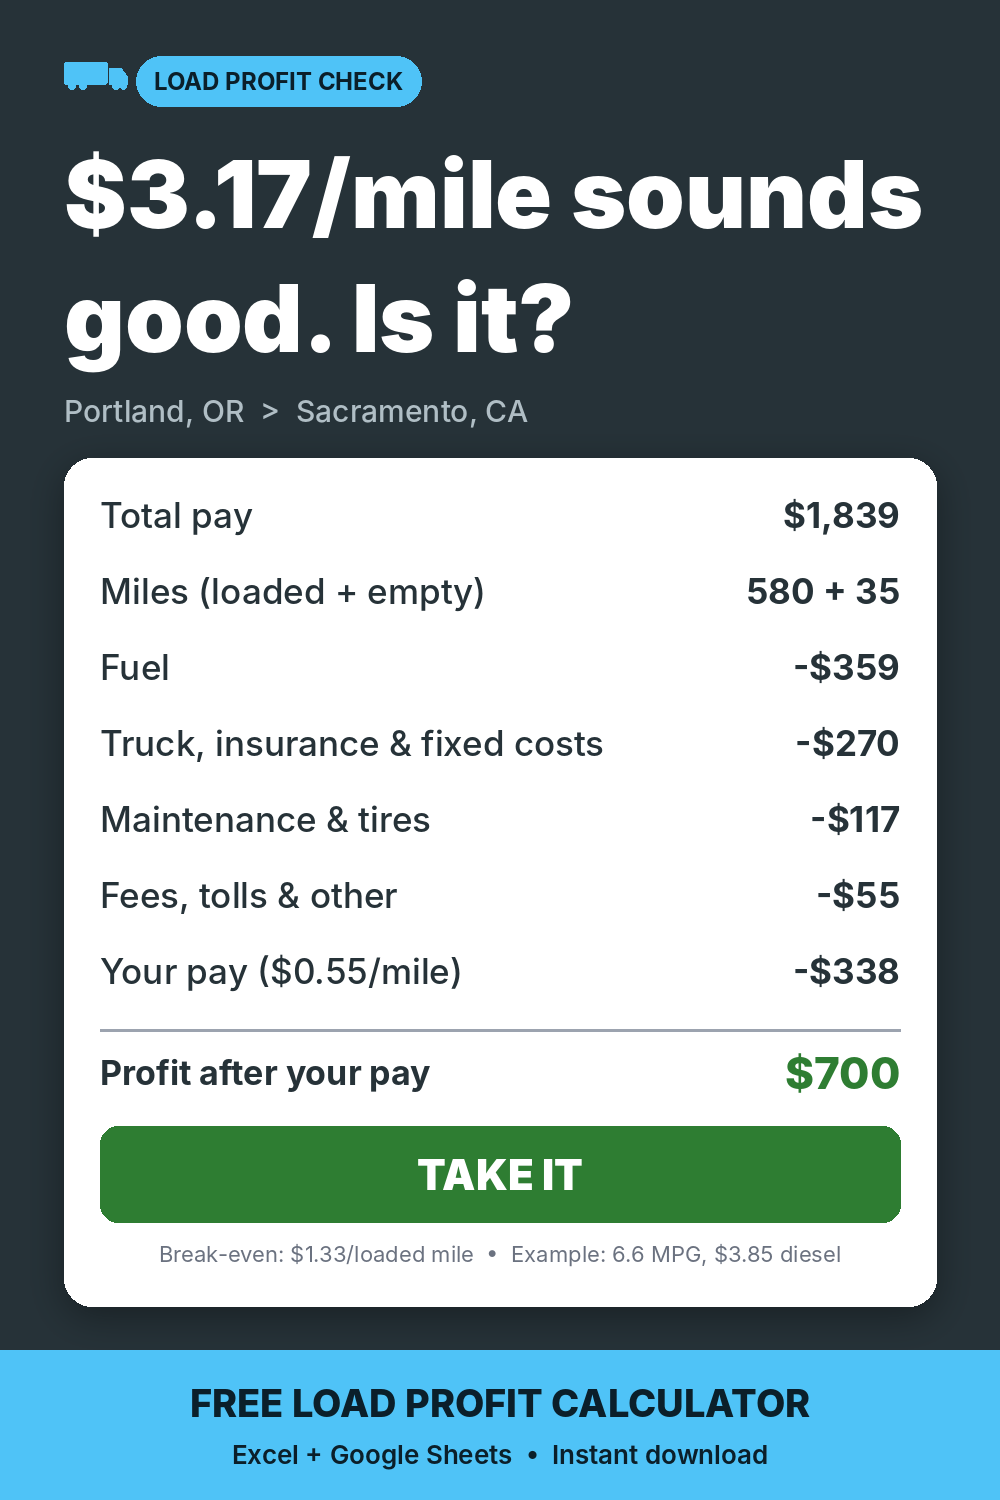 LOAD PROFIT CHECK
$3.17/mile sounds
good. Is it?
Portland, OR > Sacramento, CA
Total pay $1,839
Miles (loaded + empty) 580 + 35
Fuel -$359
Truck, insurance & fixed costs -$270
Maintenance & tires -$117
Fees, tolls & other -$55
Your pay ($0.55/mile) -$338
Profit after your pay $700
TAKE IT
Break-even: $1.33/loaded mile • Example: 6.6 MPG, $3.85 diesel
FREE LOAD PROFIT CALCULATOR
Excel + Google Sheets • Instant download